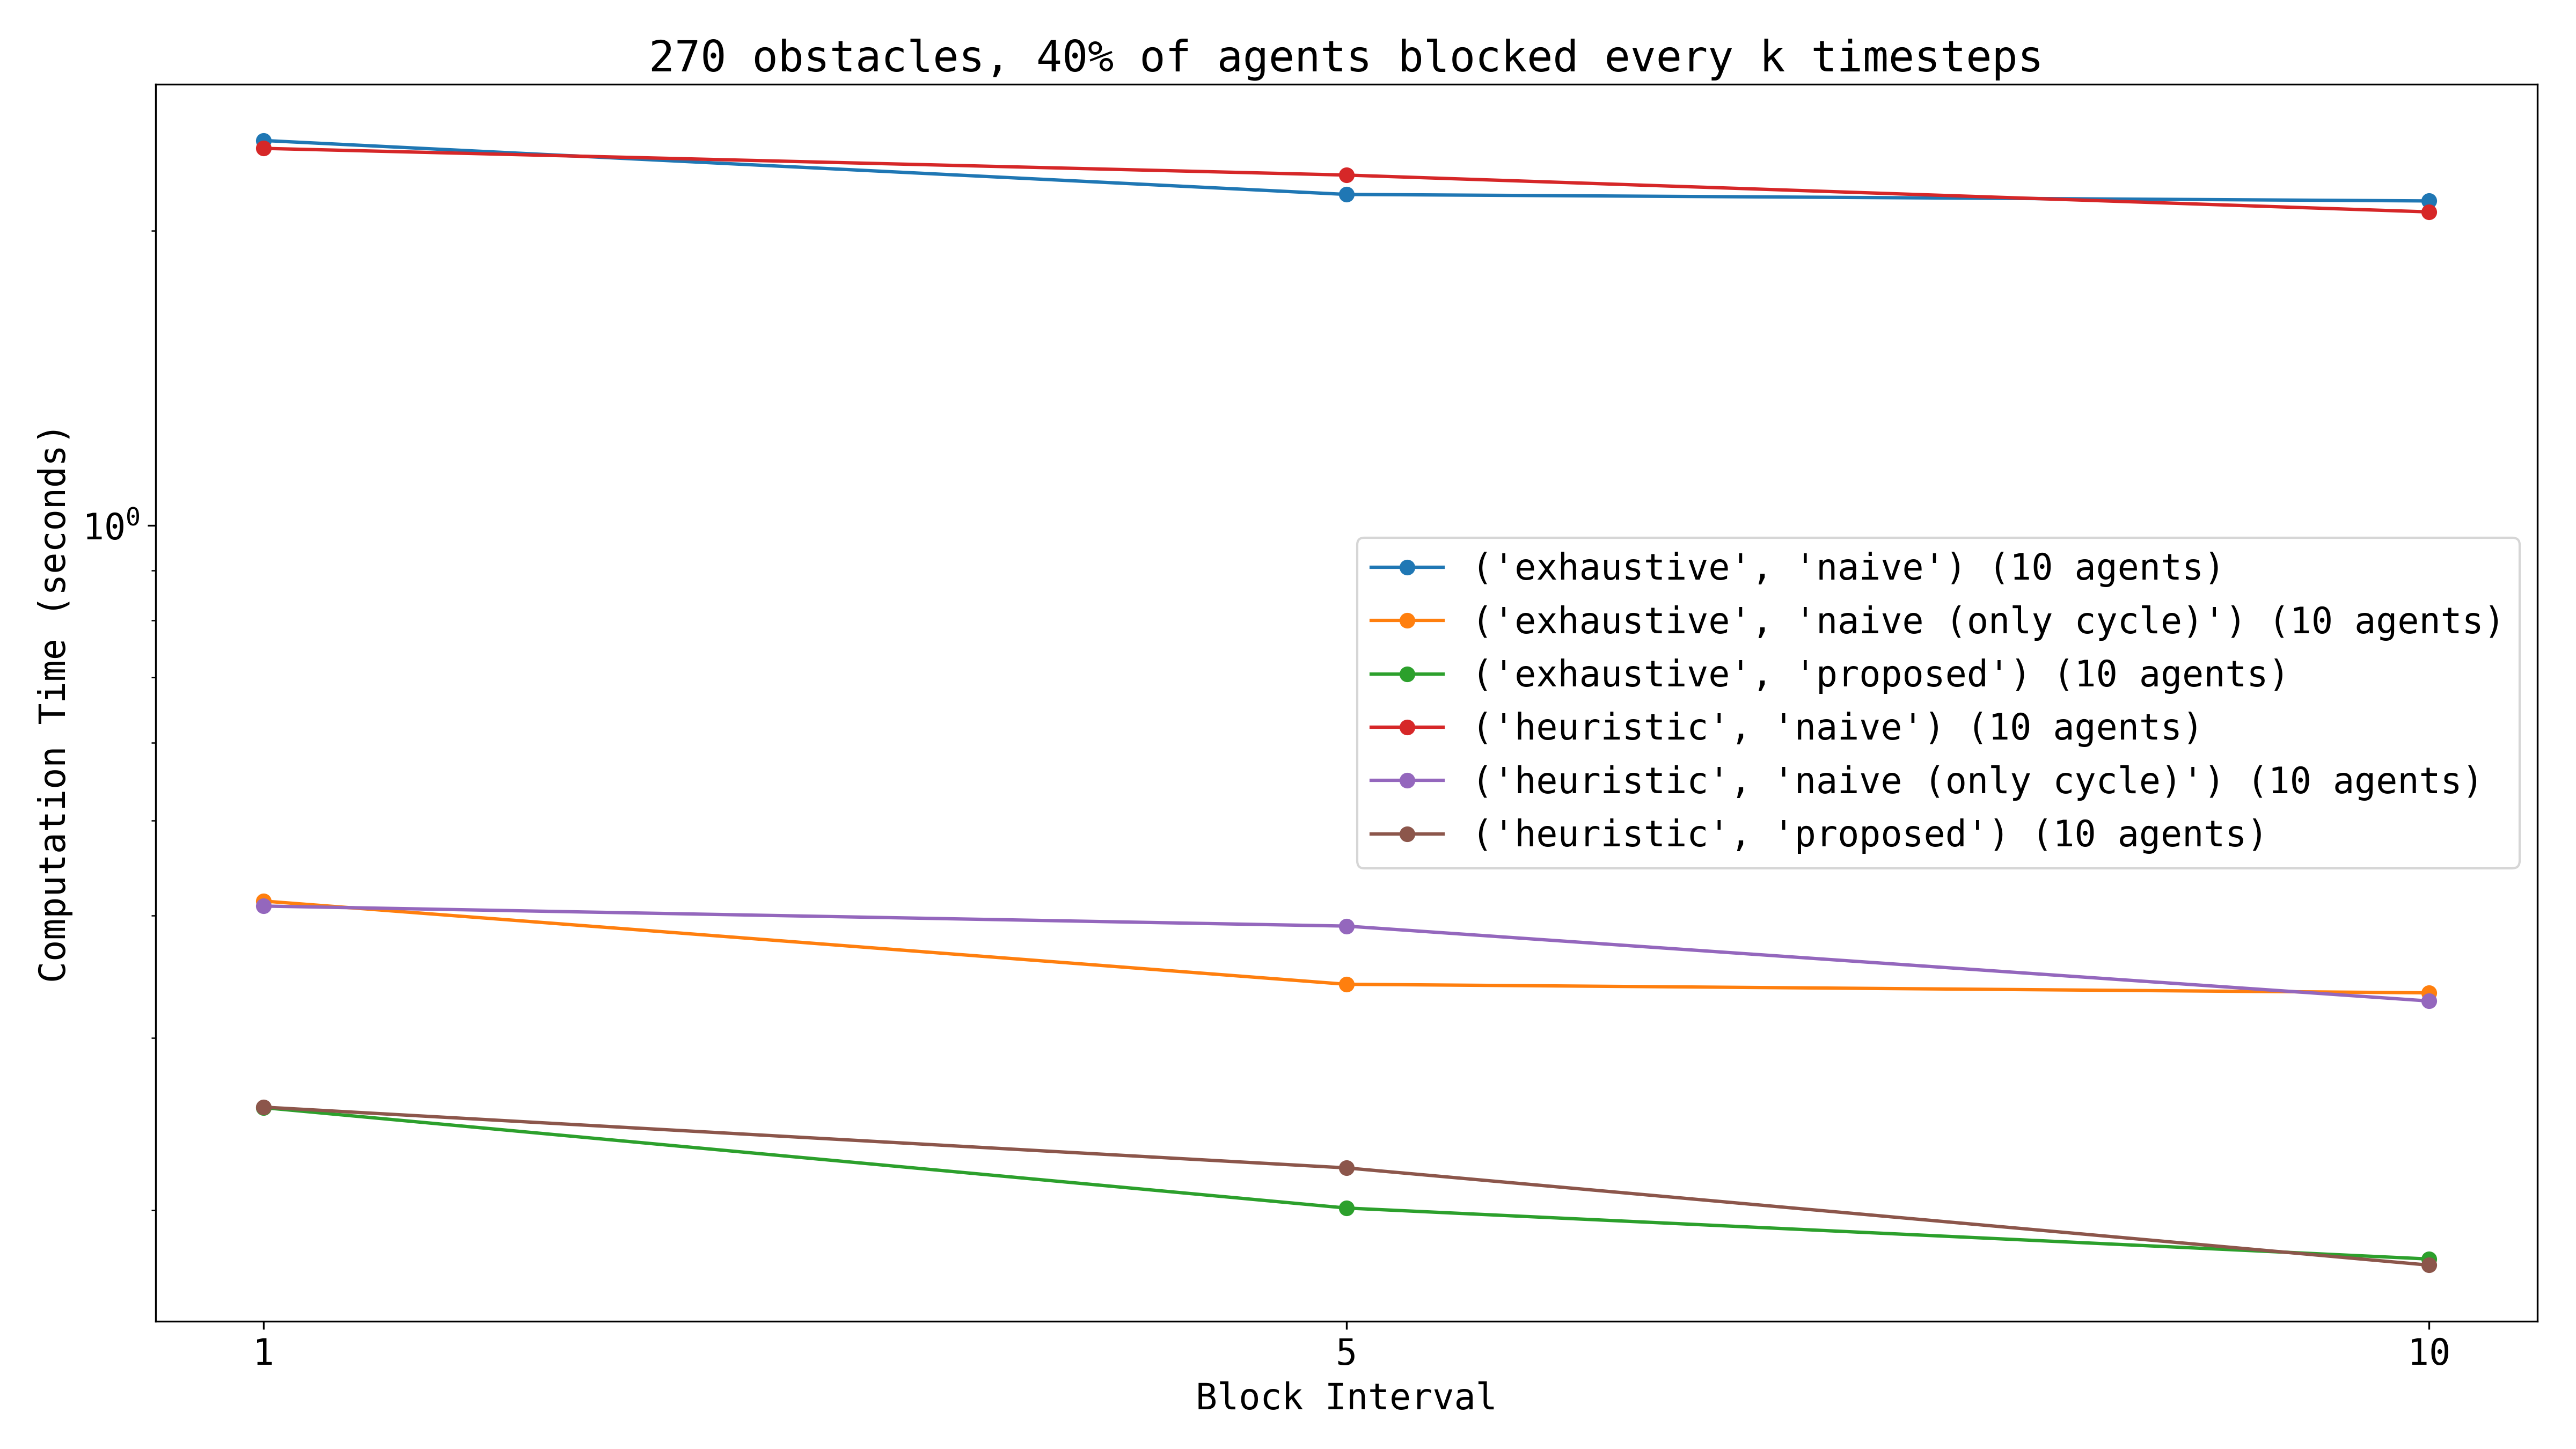 270 obstacles, 40% of agents blocked every k timesteps
Computation Time (seconds)
10⁰
('exhaustive', 'naive') (10 agents)
('exhaustive', 'naive (only cycle)') (10 agents)
('exhaustive', 'proposed') (10 agents)
('heuristic', 'naive') (10 agents)
('heuristic', 'naive (only cycle)') (10 agents)
('heuristic', 'proposed') (10 agents)
1 5 10
Block Interval